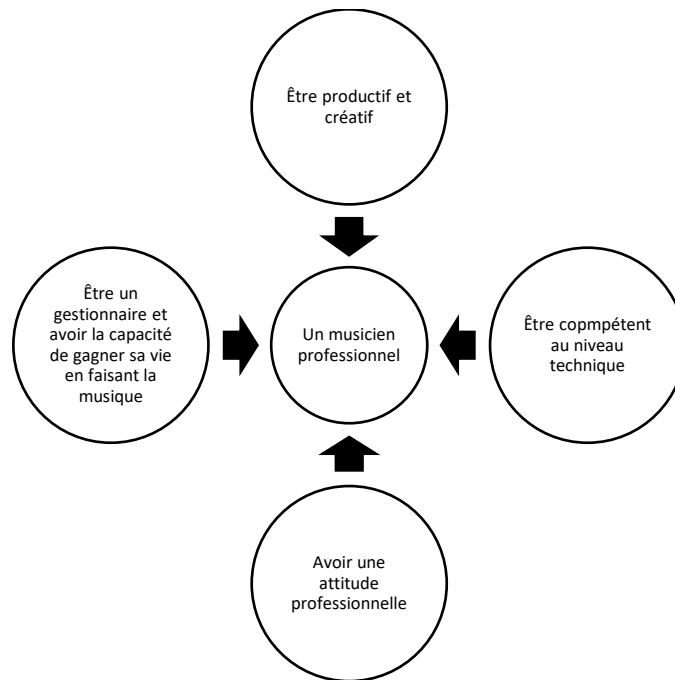 Être productif et
créatif
Être un
gestionnaire et
avoir la capacité
de gagner sa vie
en faisant la
musique
Un musicien
professionnel
Être copmpétent
au niveau
technique
Avoir une
attitude
professionnelle